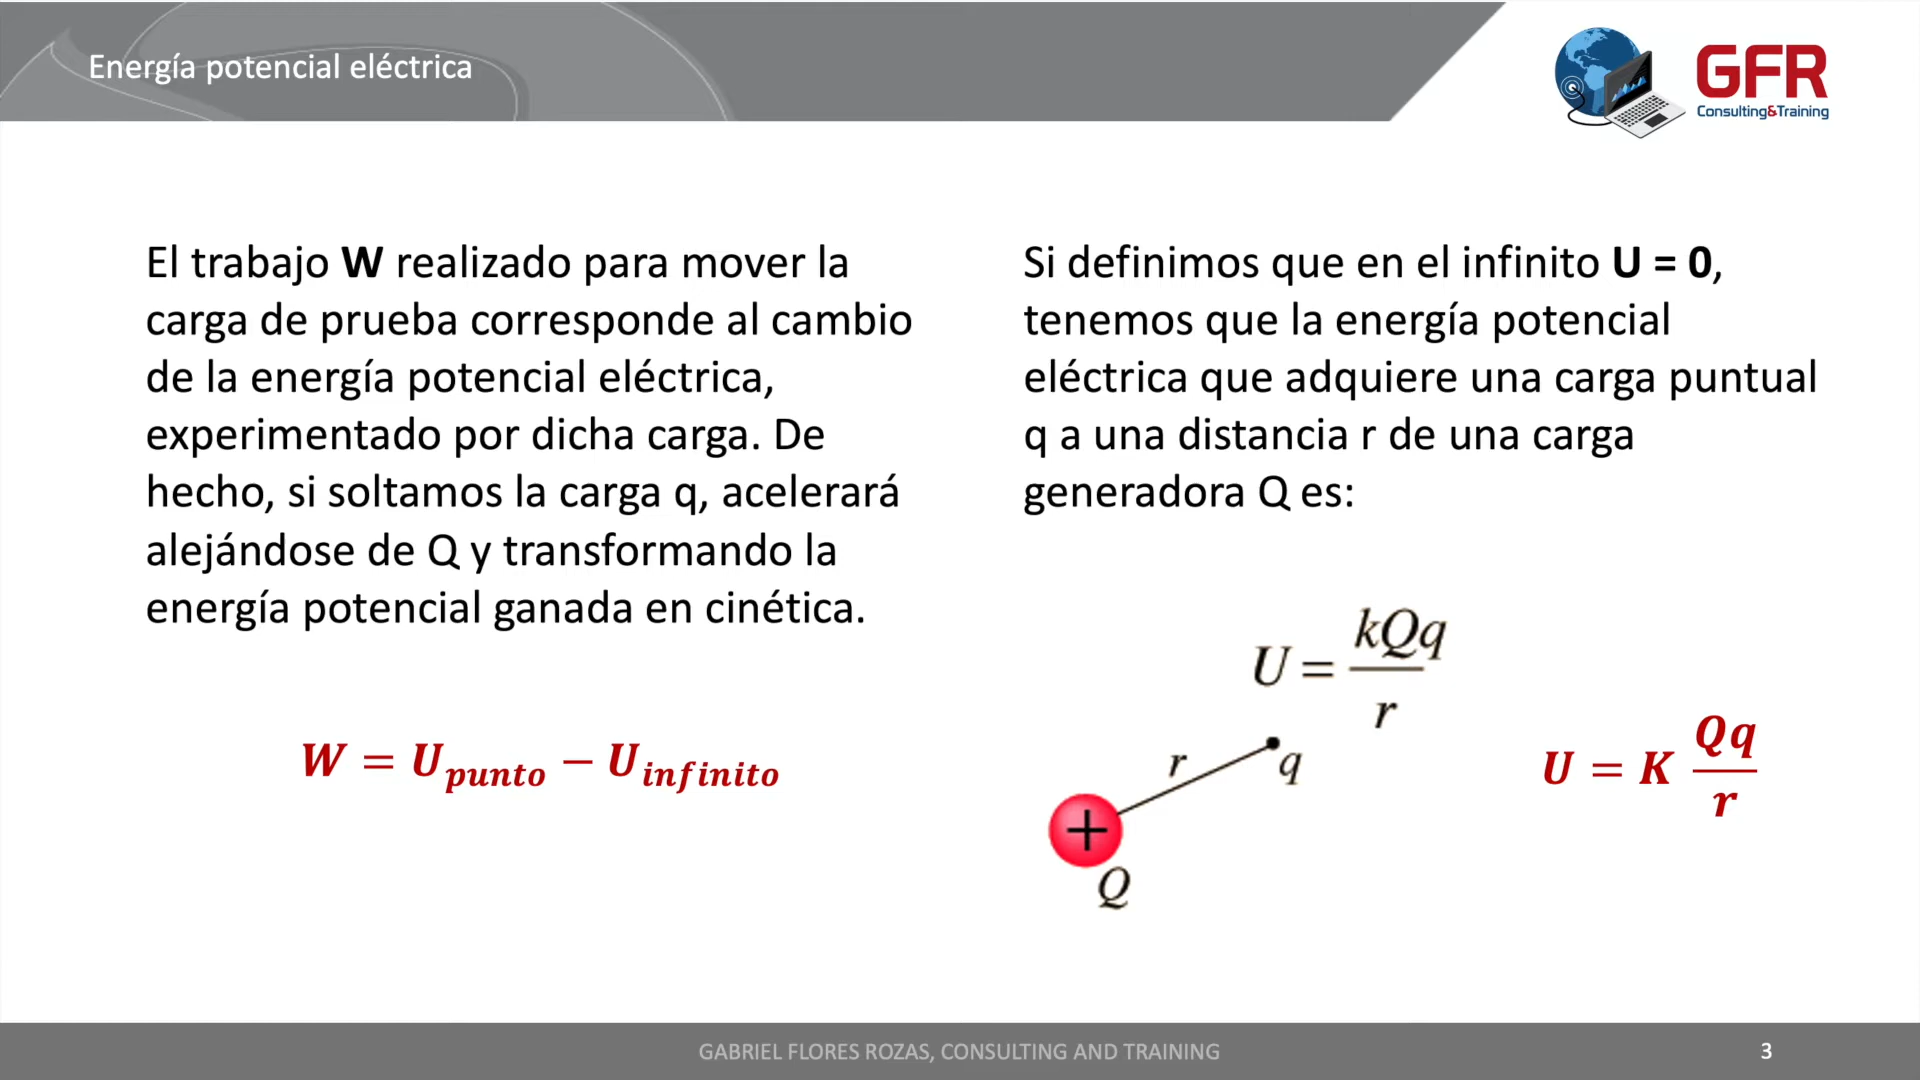 Energía potencial eléctrica
GFR
Consulting&Training
El trabajo W realizado para mover la
carga de prueba corresponde al cambio
de la energía potencial eléctrica,
experimentado por dicha carga. De
hecho, si soltamos la carga q, acelerará
alejándose de Q y transformando la
energía potencial ganada en cinética.
W = U_punto − U_infinito
Si definimos que en el infinito U = 0,
tenemos que la energía potencial
eléctrica que adquiere una carga puntual
q a una distancia r de una carga
generadora Q es:
U = kQq / r
r
q
+
Q
U = K Qq / r
GABRIEL FLORES ROZAS, CONSULTING AND TRAINING
3